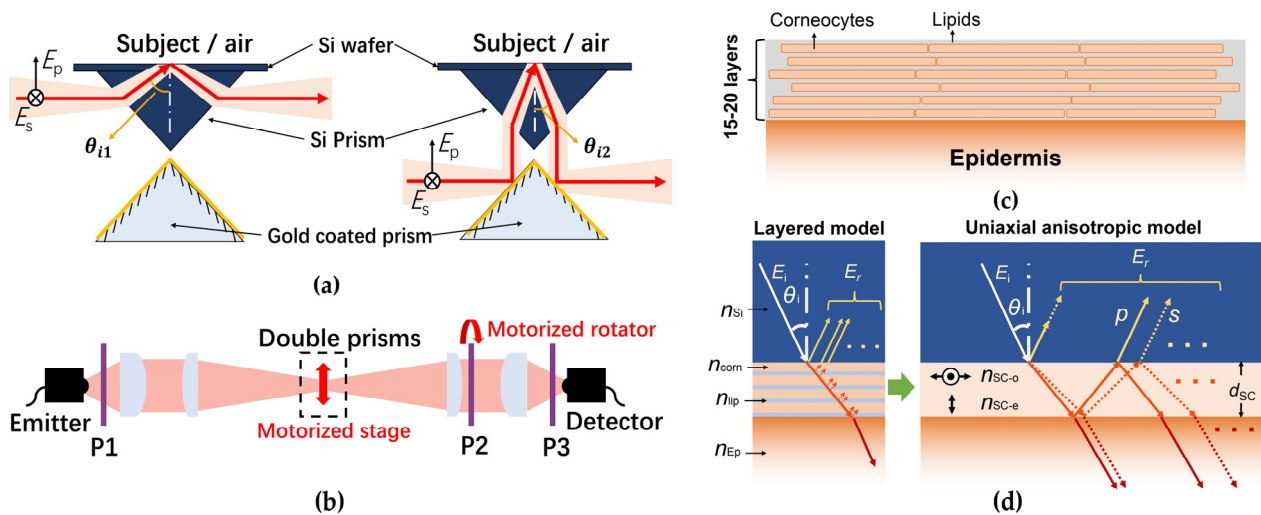 Subject / air
Si wafer
Subject / air
E_p
E_s
θ_i1
Si Prism
E_p
E_s
θ_i2
Gold coated prism
(a)
Double prisms
Motorized rotator
Motorized stage
Emitter
P1
P2
P3
Detector
(b)
Corneocytes
Lipids
15-20 layers
Epidermis
(c)
Layered model
Uniaxial anisotropic model
E_i
θ_i
E_r
n_Si
n_corn
n_lip
n_Ep
E_i
θ_i
E_r
p
s
n_SC-o
n_SC-e
d_SC
(d)